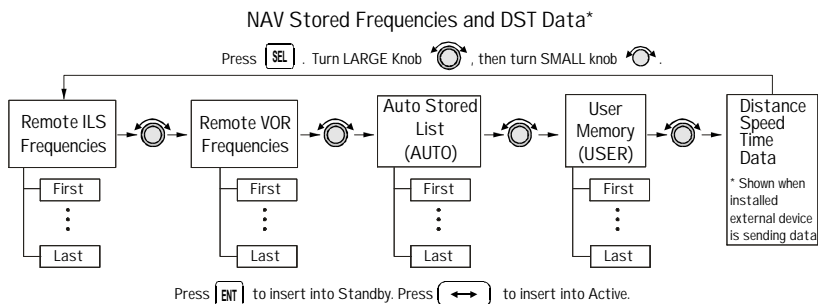 NAV Stored Frequencies and DST Data*
Press SEL . Turn LARGE Knob , then turn SMALL knob .
Remote ILS
Frequencies
First
Last
Remote VOR
Frequencies
First
Last
Auto Stored
List
(AUTO)
First
Last
User
Memory
(USER)
First
Last
Distance
Speed
Time
Data
* Shown when
installed
external device
is sending data
Press ENT to insert into Standby. Press ↔ to insert into Active.